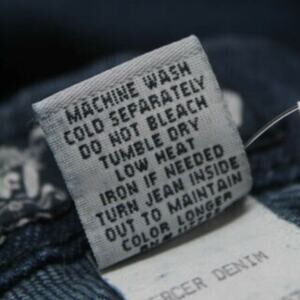 MACHINE WASH
COLD SEPARATELY
DO NOT BLEACH
TUMBLE DRY
LOW HEAT
IRON IF NEEDED
TURN JEAN INSIDE
OUT TO MAINTAIN
COLOR LONGER
DENIM